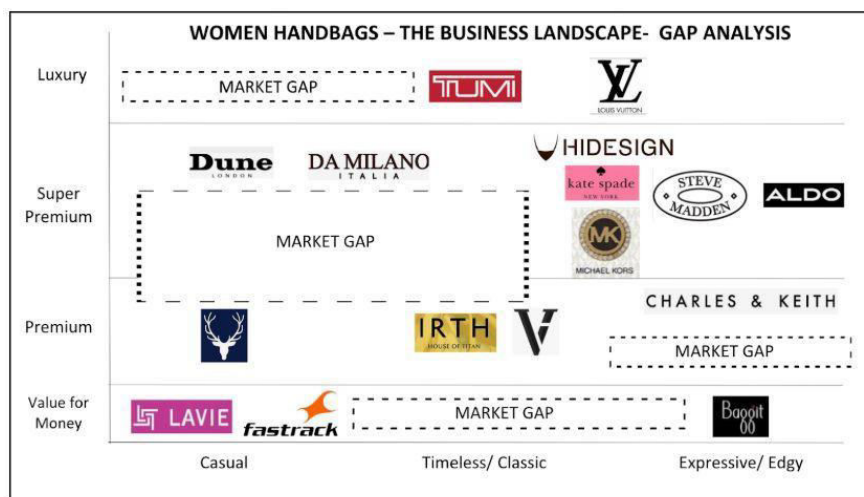 WOMEN HANDBAGS – THE BUSINESS LANDSCAPE- GAP ANALYSIS
Luxury
MARKET GAP
TUMI
LV
LOUIS VUITTON
Dune
LONDON
DA MILANO
ITALIA
HIDESIGN
Super
Premium
kate spade
NEW YORK
STEVE
MADDEN
ALDO
MARKET GAP
MK
MICHAEL KORS
Premium
IRTH
HOUSE OF TITAN
V
CHARLES & KEITH
MARKET GAP
Value for
Money
LAVIE
fastrack
MARKET GAP
Baggit
Casual
Timeless/ Classic
Expressive/ Edgy